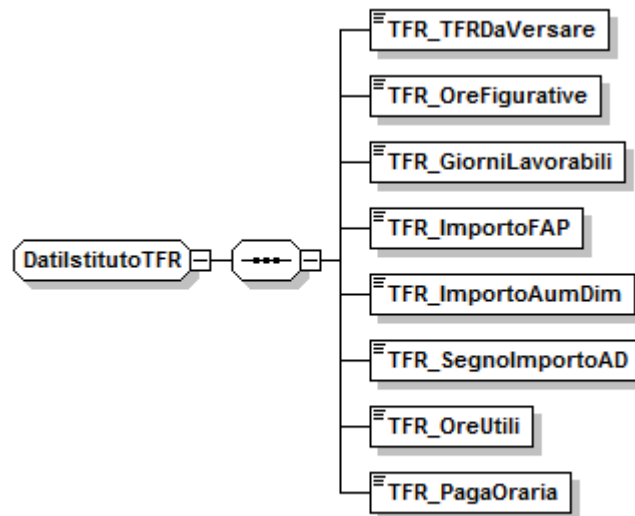 TFR_TFRDaVersare
TFR_OreFigurative
TFR_GiorniLavorabili
TFR_ImportoFAP
DatiIstitutoTFR
TFR_ImportoAumDim
TFR_SegnoImportoAD
TFR_OreUtili
TFR_PagaOraria